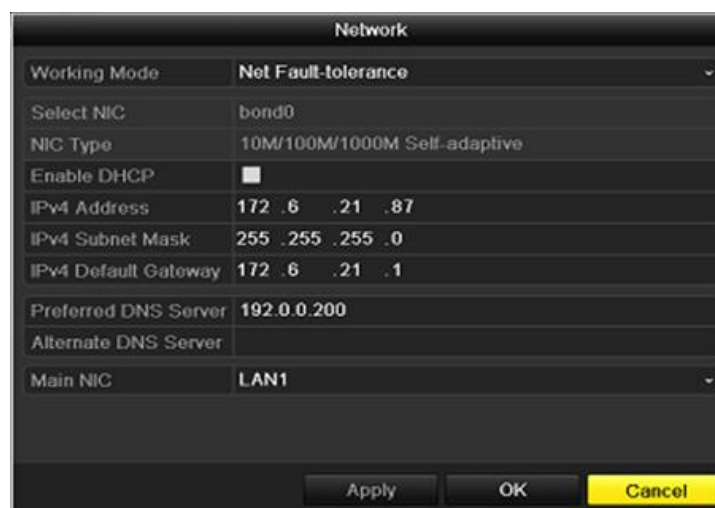 Network
Working Mode Net Fault-tolerance
Select NIC bond0
NIC Type 10M/100M/1000M Self-adaptive
Enable DHCP
IPv4 Address 172 .6 .21 .87
IPv4 Subnet Mask 255 .255 .255 .0
IPv4 Default Gateway 172 .6 .21 .1
Preferred DNS Server 192.0.0.200
Alternate DNS Server
Main NIC LAN1
Apply OK Cancel